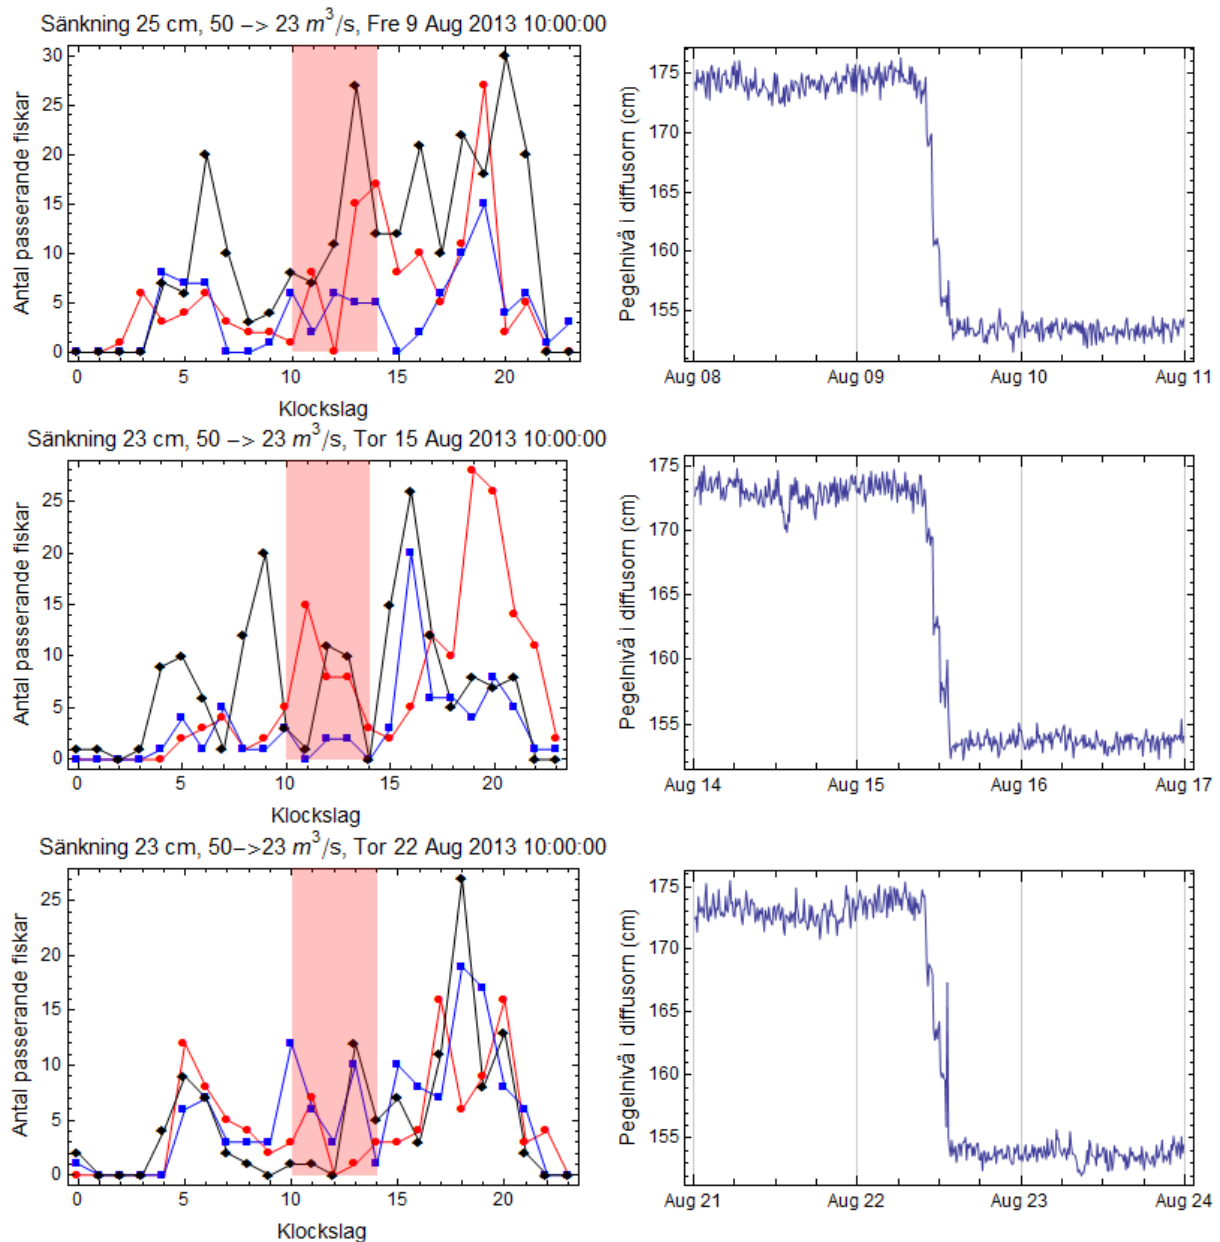 Sänkning 25 cm, 50 −> 23 m³/s, Fre 9 Aug 2013 10:00:00
Antal passerande fiskar
30
25
20
15
10
5
0
0 5 10 15 20
Klockslag
Pegelnivå i diffusorn (cm)
175
170
165
160
155
Aug 08 Aug 09 Aug 10 Aug 11
Sänkning 23 cm, 50 −> 23 m³/s, Tor 15 Aug 2013 10:00:00
Antal passerande fiskar
25
20
15
10
5
0
0 5 10 15 20
Klockslag
Pegelnivå i diffusorn (cm)
175
170
165
160
155
Aug 14 Aug 15 Aug 16 Aug 17
Sänkning 23 cm, 50−>23 m³/s, Tor 22 Aug 2013 10:00:00
Antal passerande fiskar
25
20
15
10
5
0
0 5 10 15 20
Klockslag
Pegelnivå i diffusorn (cm)
175
170
165
160
155
Aug 21 Aug 22 Aug 23 Aug 24